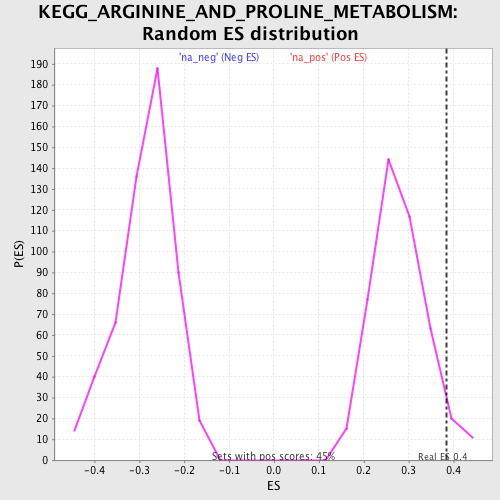 KEGG_ARGININE_AND_PROLINE_METABOLISM:
Random ES distribution
'na_neg' (Neg ES) 'na_pos' (Pos ES)
190
180
170
160
150
140
130
120
110
100
90
80
70
60
50
40
30
20
10
0
P(ES)
Sets with pos scores: 45%
Real ES 0.4
-0.4 -0.3 -0.2 -0.1 0.0 0.1 0.2 0.3 0.4
ES